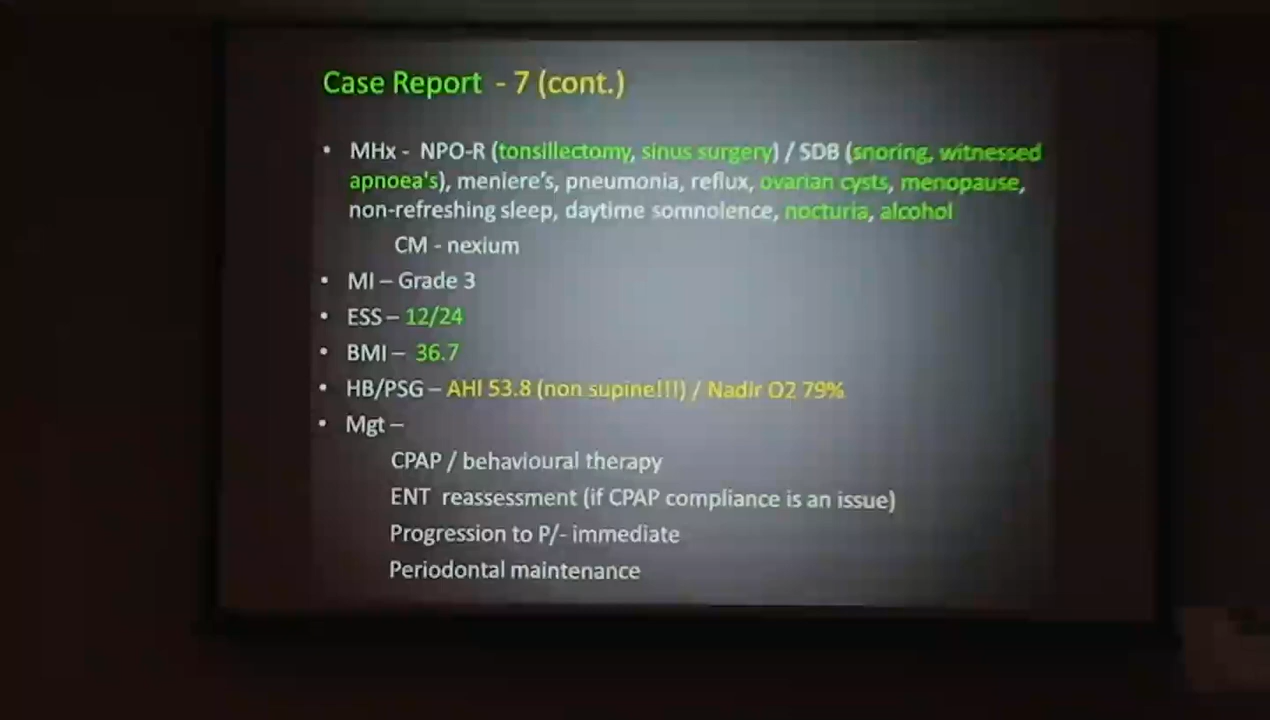 Case Report - 7 (cont.)
• MHx - NPO-R (tonsillectomy, sinus surgery) / SDB (snoring, witnessed
apnoea's), meniere's, pneumonia, reflux, ovarian cysts, menopause,
non-refreshing sleep, daytime somnolence, nocturia, alcohol
CM - nexium
• MI – Grade 3
• ESS – 12/24
• BMI – 36.7
• HB/PSG – AHI 53.8 (non supine!!!) / Nadir O2 79%
• Mgt –
CPAP / behavioural therapy
ENT reassessment (if CPAP compliance is an issue)
Progression to P/- immediate
Periodontal maintenance